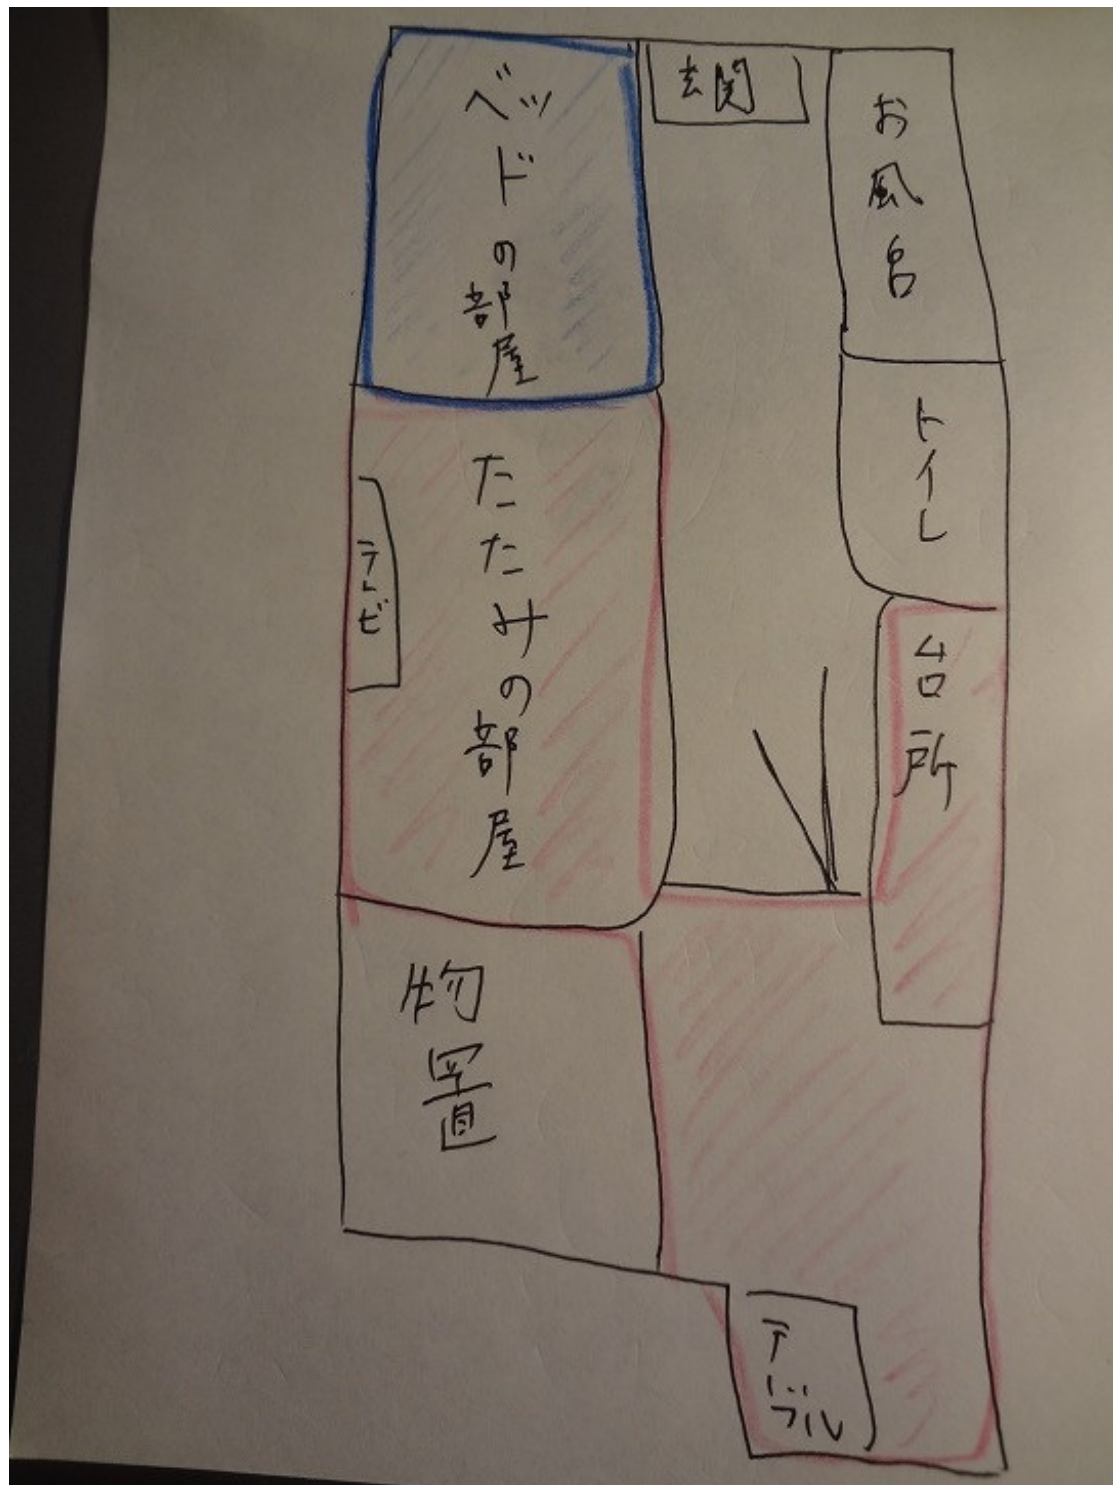 ベッドの部屋
玄関
お風呂
たたみの部屋
テレビ
トイレ
台所
物置
テーブル